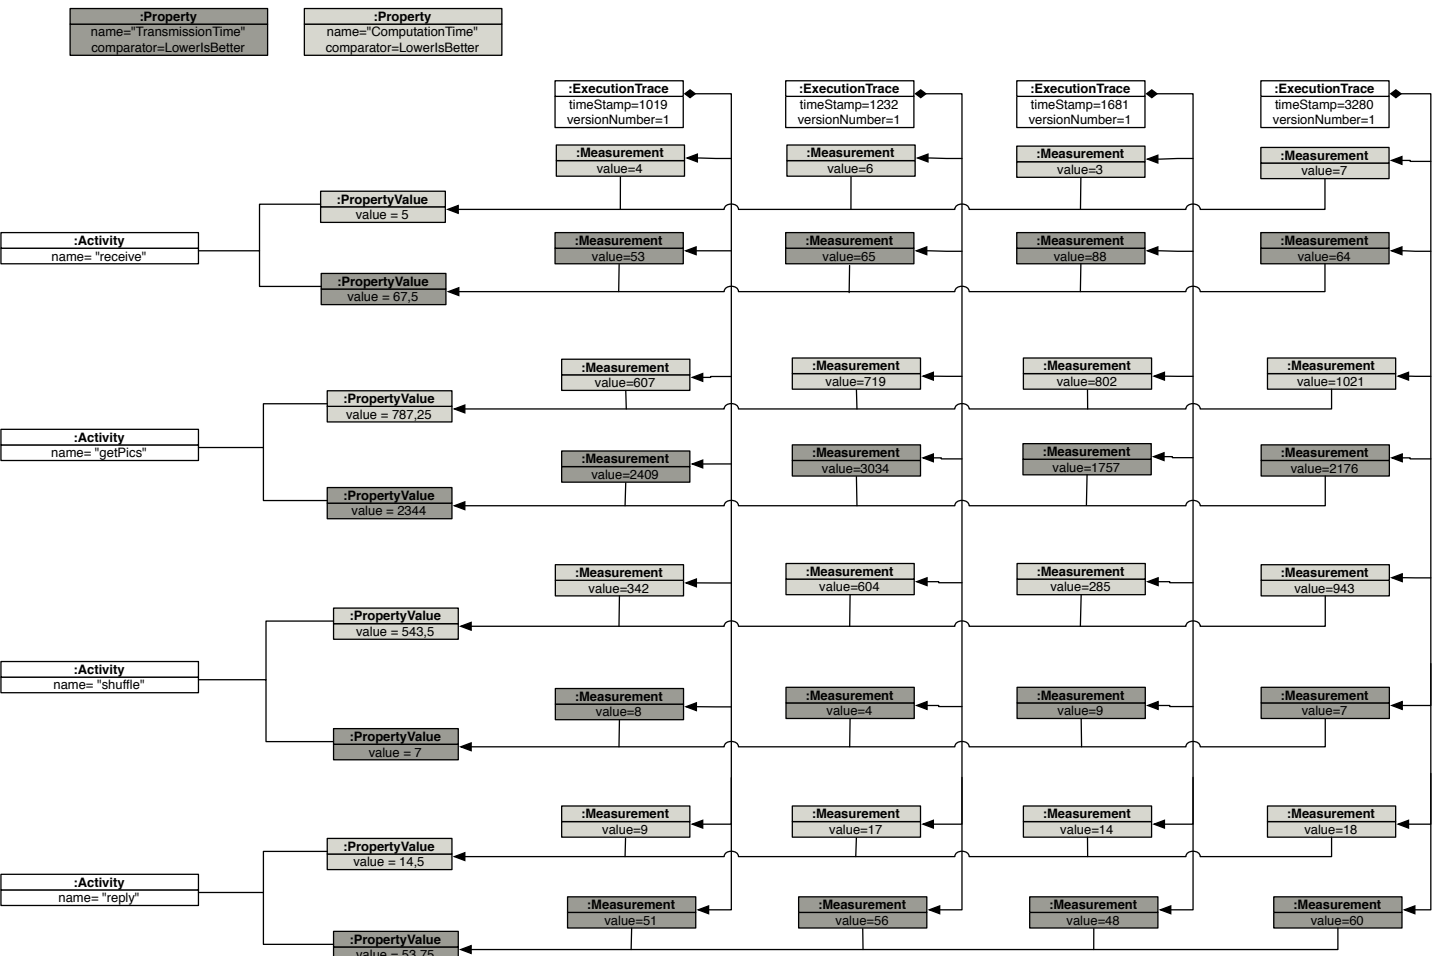 :Property
name="TransmissionTime"
comparator=LowerIsBetter
:Property
name="ComputationTime"
comparator=LowerIsBetter
:ExecutionTrace
timeStamp=1019
versionNumber=1
:ExecutionTrace
timeStamp=1232
versionNumber=1
:ExecutionTrace
timeStamp=1681
versionNumber=1
:ExecutionTrace
timeStamp=3280
versionNumber=1
:Measurement
value=4
:Measurement
value=6
:Measurement
value=3
:Measurement
value=7
:PropertyValue
value = 5
:Activity
name= "receive"
:Measurement
value=53
:Measurement
value=65
:Measurement
value=88
:Measurement
value=64
:PropertyValue
value = 67,5
:Measurement
value=607
:Measurement
value=719
:Measurement
value=802
:Measurement
value=1021
:PropertyValue
value = 787,25
:Activity
name= "getPics"
:Measurement
value=2409
:Measurement
value=3034
:Measurement
value=1757
:Measurement
value=2176
:PropertyValue
value = 2344
:Measurement
value=342
:Measurement
value=604
:Measurement
value=285
:Measurement
value=943
:PropertyValue
value = 543,5
:Activity
name= "shuffle"
:Measurement
value=8
:Measurement
value=4
:Measurement
value=9
:Measurement
value=7
:PropertyValue
value = 7
:Measurement
value=9
:Measurement
value=17
:Measurement
value=14
:Measurement
value=18
:PropertyValue
value = 14,5
:Activity
name= "reply"
:Measurement
value=51
:Measurement
value=56
:Measurement
value=48
:Measurement
value=60
:PropertyValue
value = 53,75